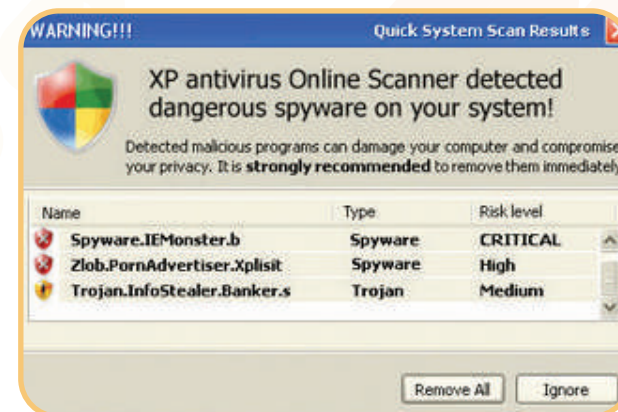 WARNING!!! Quick System Scan Results
XP antivirus Online Scanner detected
dangerous spyware on your system!
Detected malicious programs can damage your computer and compromise
your privacy. It is strongly recommended to remove them immediately
Name Type Risk level
Spyware.IEMonster.b Spyware CRITICAL
Zlob.PornAdvertiser.Xplisit Spyware High
Trojan.InfoStealer.Banker.s Trojan Medium
Remove All Ignore